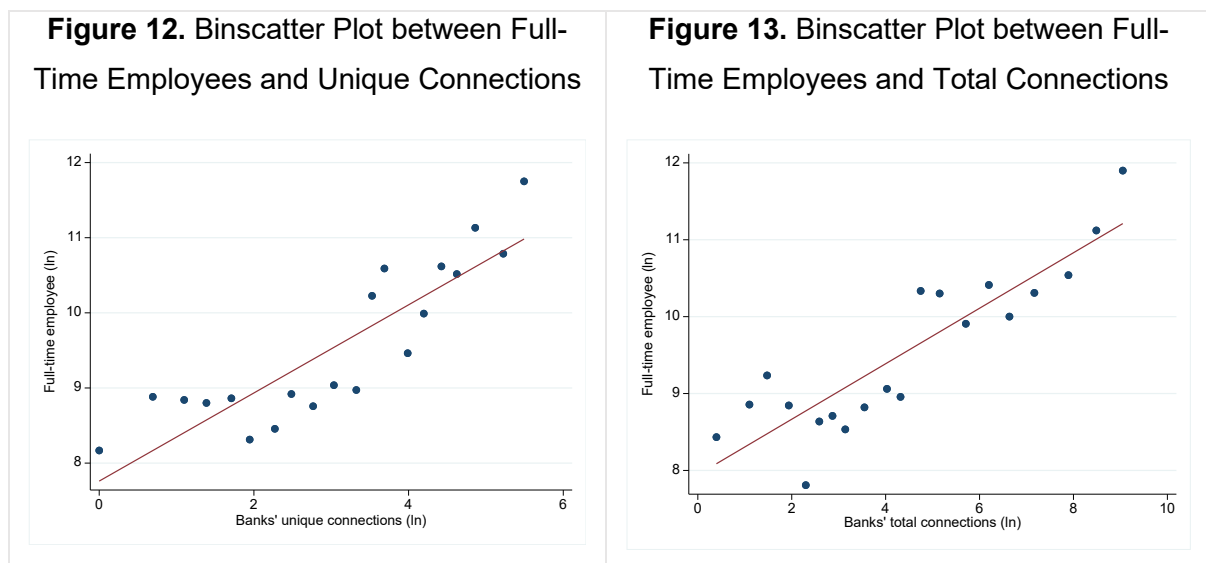 Figure 12. Binscatter Plot between Full-
Time Employees and Unique Connections
12
11
10
9
8
Full-time employee (ln)
0
2
4
6
Banks' unique connections (ln)
Figure 13. Binscatter Plot between Full-
Time Employees and Total Connections
12
11
10
9
8
Full-time employee (ln)
0
2
4
6
8
10
Banks' total connections (ln)